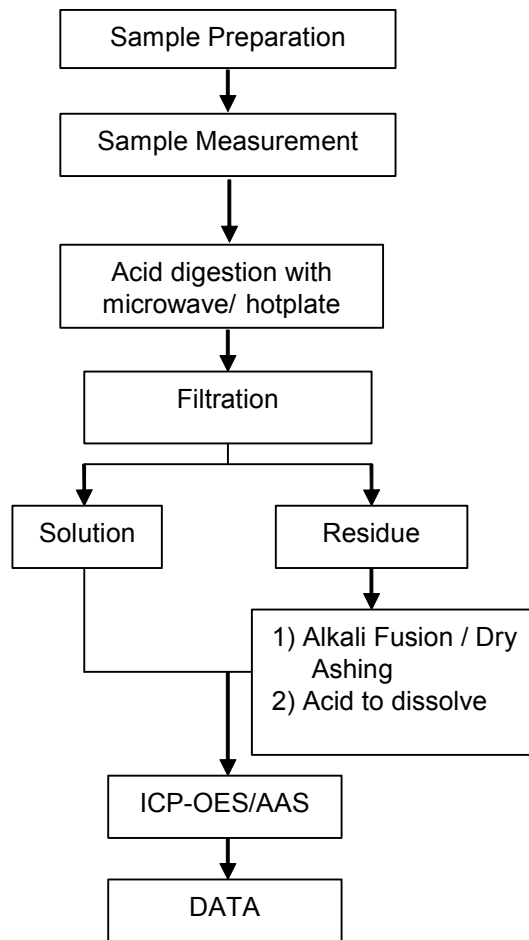 Sample Preparation
Sample Measurement
Acid digestion with
microwave/ hotplate
Filtration
Solution
Residue
1) Alkali Fusion / Dry
Ashing
2) Acid to dissolve
ICP-OES/AAS
DATA